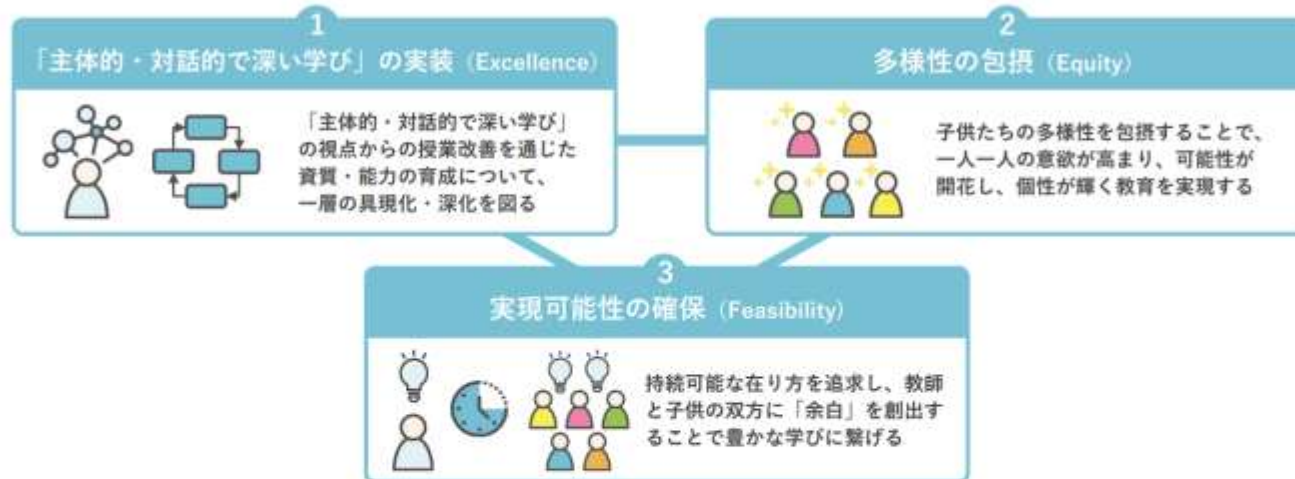 1
「主体的・対話的で深い学び」の実装（Excellence）
「主体的・対話的で深い学び」
の視点からの授業改善を通じた
資質・能力の育成について、
一層の具現化・深化を図る
2
多様性の包摂（Equity）
子供たちの多様性を包摂することで、
一人一人の意欲が高まり、可能性が
開花し、個性が輝く教育を実現する
3
実現可能性の確保（Feasibility）
持続可能な在り方を追求し、教師
と子供の双方に「余白」を創出す
ることで豊かな学びに繋げる